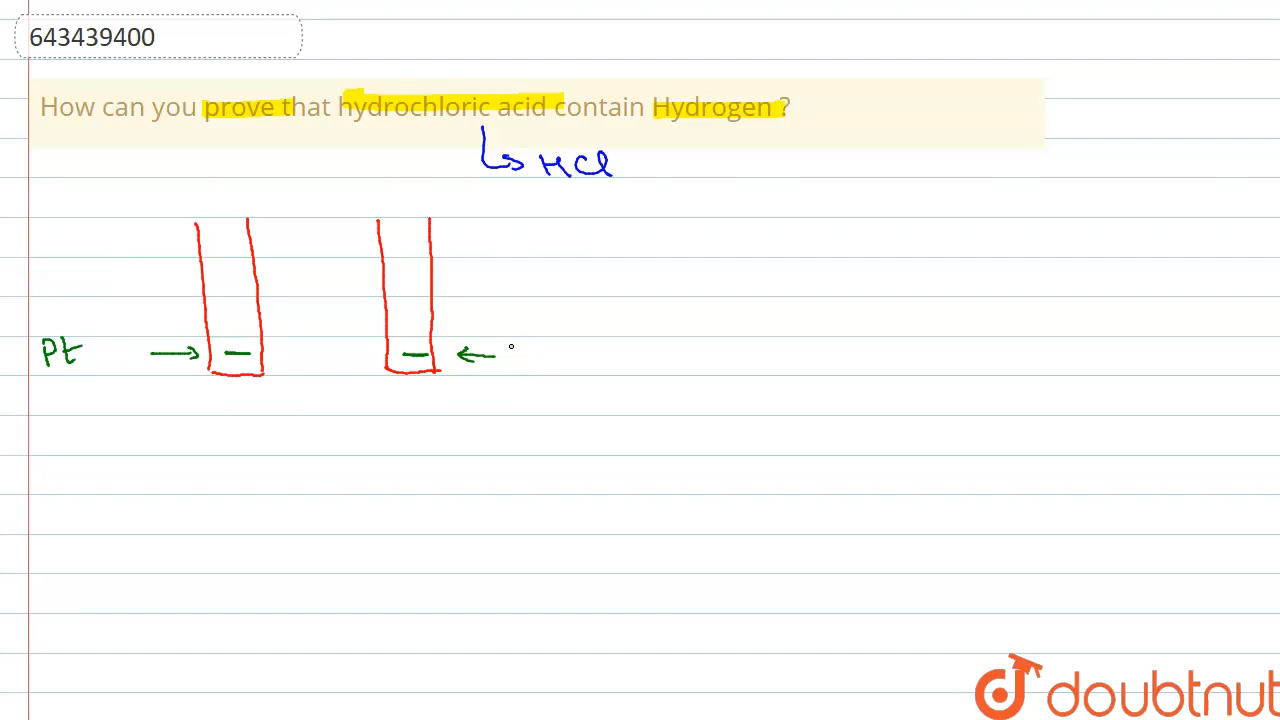 643439400
How can you prove that hydrochloric acid contain Hydrogen ?
↳ HCl
Pt → ←
doubtnut